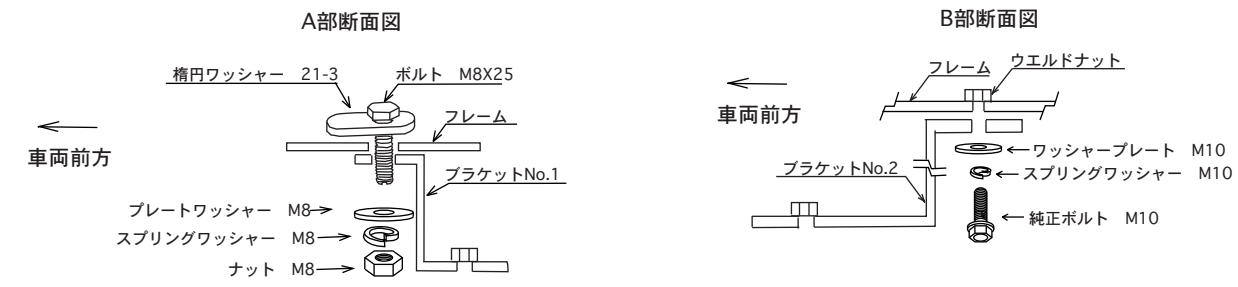 A部断面図
楕円ワッシャー 21-3
ボルト M8X25
フレーム
車両前方
ブラケットNo.1
プレートワッシャー M8
スプリングワッシャー M8
ナット M8
B部断面図
フレーム
ウエルドナット
車両前方
ワッシャープレート M10
ブラケットNo.2
スプリングワッシャー M10
純正ボルト M10